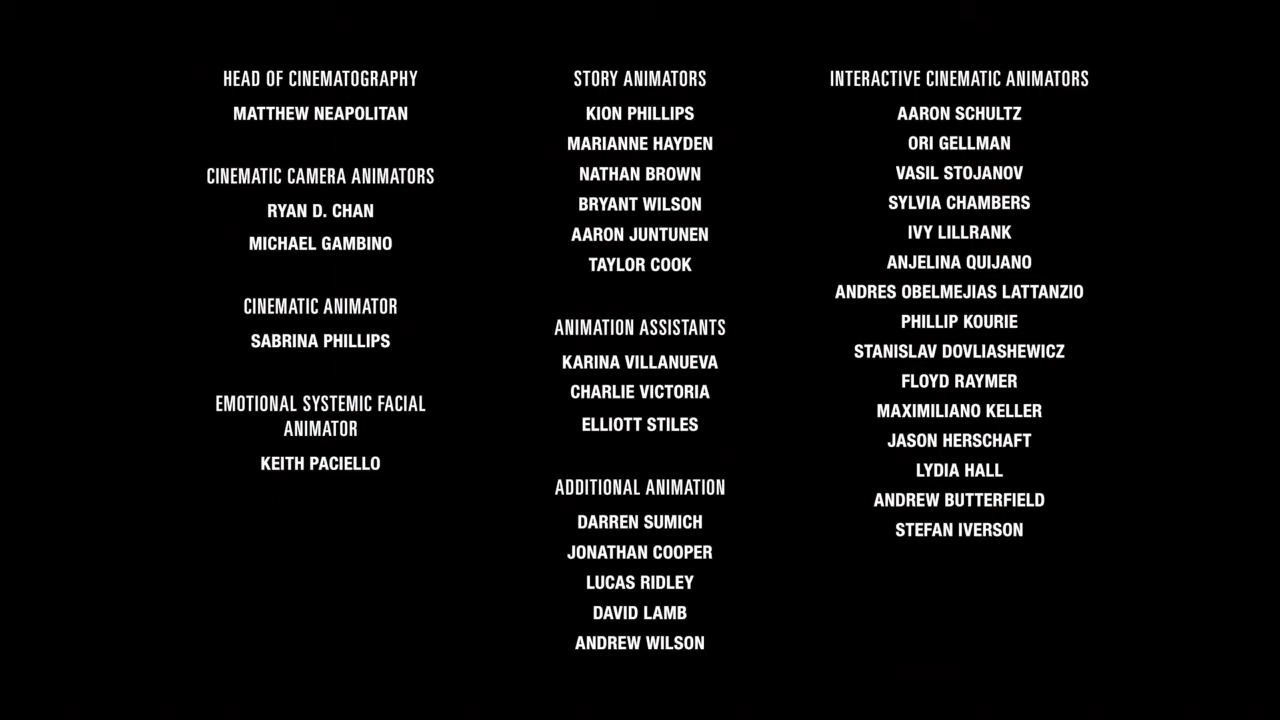 HEAD OF CINEMATOGRAPHY
MATTHEW NEAPOLITAN
CINEMATIC CAMERA ANIMATORS
RYAN D. CHAN
MICHAEL GAMBINO
CINEMATIC ANIMATOR
SABRINA PHILLIPS
EMOTIONAL SYSTEMIC FACIAL
ANIMATOR
KEITH PACIELLO
STORY ANIMATORS
KION PHILLIPS
MARIANNE HAYDEN
NATHAN BROWN
BRYANT WILSON
AARON JUNTUNEN
TAYLOR COOK
ANIMATION ASSISTANTS
KARINA VILLANUEVA
CHARLIE VICTORIA
ELLIOTT STILES
ADDITIONAL ANIMATION
DARREN SUMICH
JONATHAN COOPER
LUCAS RIDLEY
DAVID LAMB
ANDREW WILSON
INTERACTIVE CINEMATIC ANIMATORS
AARON SCHULTZ
ORI GELLMAN
VASIL STOJANOV
SYLVIA CHAMBERS
IVY LILLRANK
ANJELINA QUIJANO
ANDRES OBELMEJIAS LATTANZIO
PHILLIP KOURIE
STANISLAV DOVLIASHEWICZ
FLOYD RAYMER
MAXIMILIANO KELLER
JASON HERSCHAFT
LYDIA HALL
ANDREW BUTTERFIELD
STEFAN IVERSON